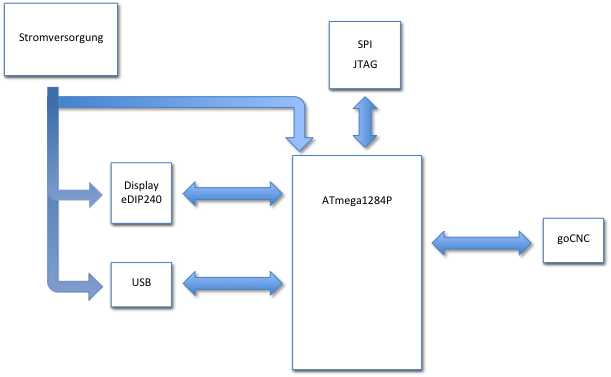 Stromversorgung
SPI
JTAG
Display
eDIP240
ATmega1284P
goCNC
USB